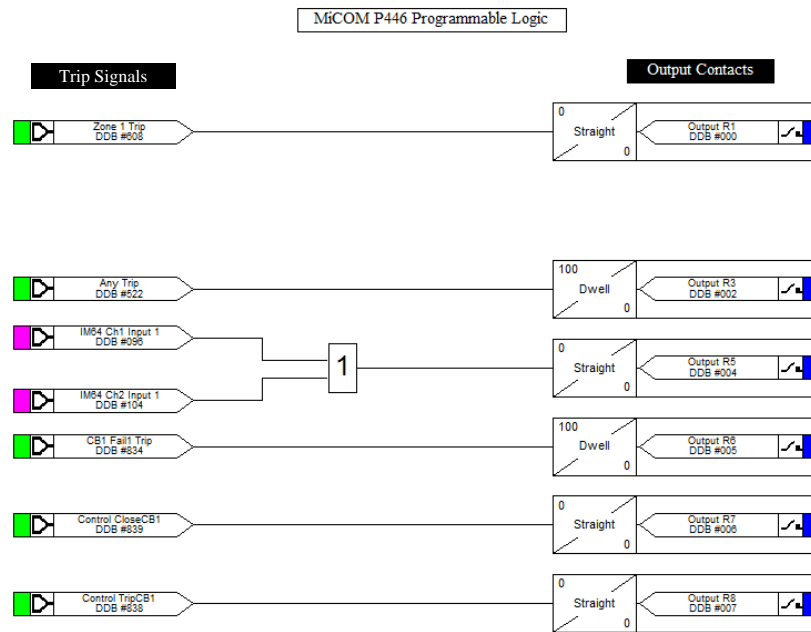 MiCOM P446 Programmable Logic
Trip Signals
Output Contacts
Zone 1 Trip
DDB #608
0
Straight
0
Output R1
DDB #000
Any Trip
DDB #522
100
Dwell
0
Output R3
DDB #002
IM64 Ch1 Input 1
DDB #096
IM64 Ch2 Input 1
DDB #104
1
0
Straight
0
Output R5
DDB #004
CB1 Fail1 Trip
DDB #834
100
Dwell
0
Output R6
DDB #005
Control CloseCB1
DDB #839
0
Straight
0
Output R7
DDB #006
Control TripCB1
DDB #838
0
Straight
0
Output R8
DDB #007